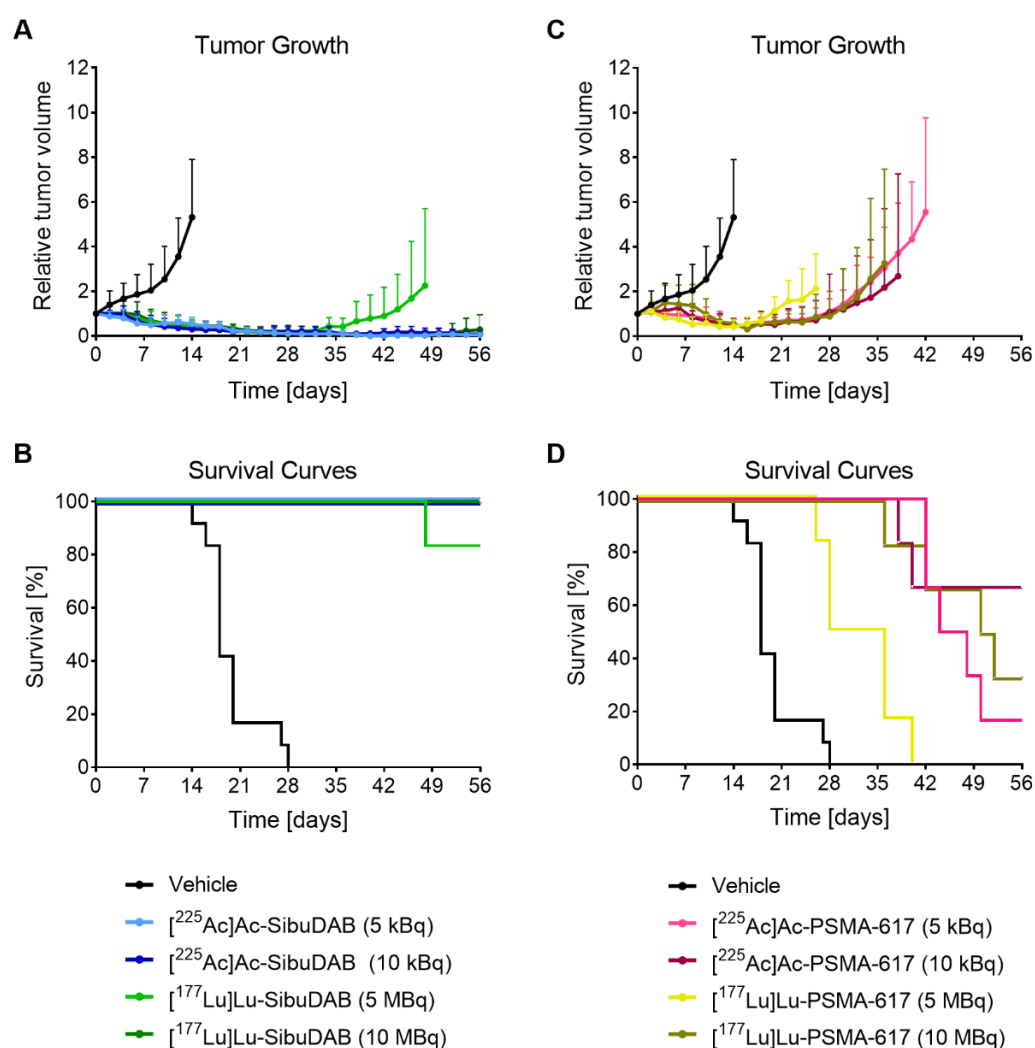 A
Tumor Growth
Relative tumor volume
12
10
8
6
4
2
0
0 7 14 21 28 35 42 49 56
Time [days]
B
Survival Curves
Survival [%]
100
80
60
40
20
0
0 7 14 21 28 35 42 49 56
Time [days]
Vehicle
[²²⁵Ac]Ac-SibuDAB (5 kBq)
[²²⁵Ac]Ac-SibuDAB (10 kBq)
[¹⁷⁷Lu]Lu-SibuDAB (5 MBq)
[¹⁷⁷Lu]Lu-SibuDAB (10 MBq)
C
Tumor Growth
Relative tumor volume
12
10
8
6
4
2
0
0 7 14 21 28 35 42 49 56
Time [days]
D
Survival Curves
Survival [%]
100
80
60
40
20
0
0 7 14 21 28 35 42 49 56
Time [days]
Vehicle
[²²⁵Ac]Ac-PSMA-617 (5 kBq)
[²²⁵Ac]Ac-PSMA-617 (10 kBq)
[¹⁷⁷Lu]Lu-PSMA-617 (5 MBq)
[¹⁷⁷Lu]Lu-PSMA-617 (10 MBq)